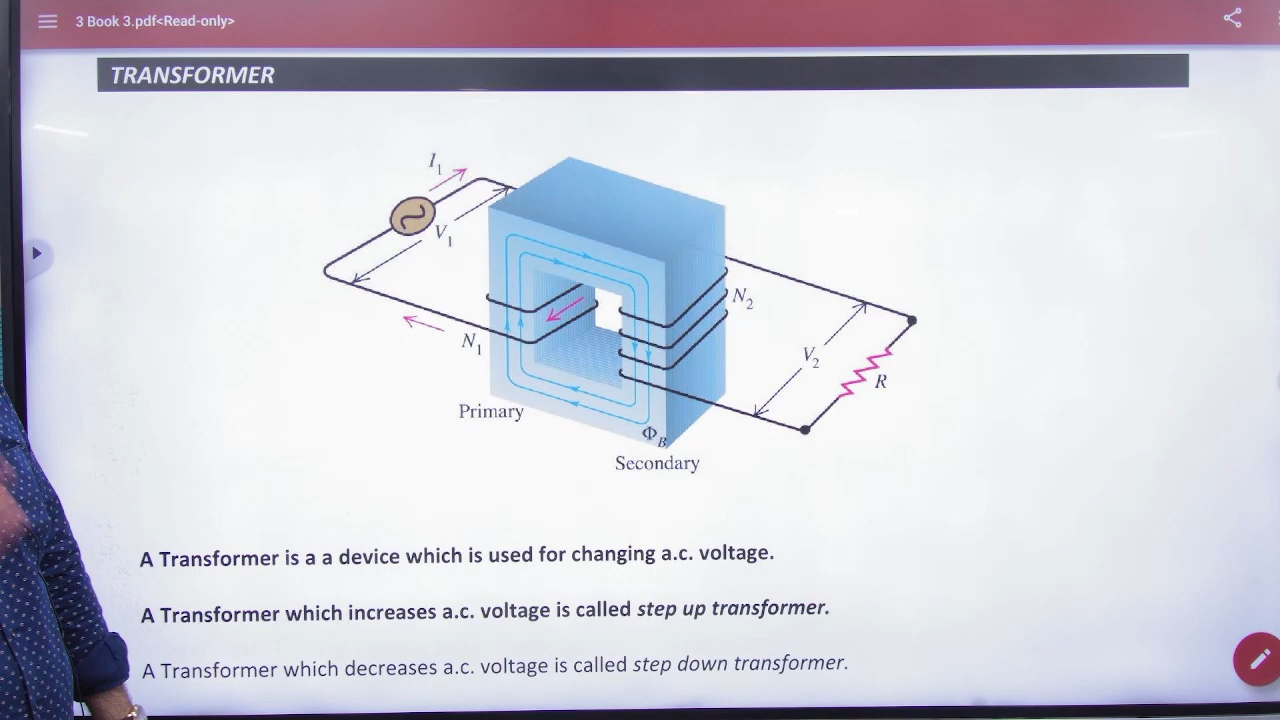 3 Book 3.pdf<Read-only>
TRANSFORMER
I1
V1
N2
N1
V2
R
Primary
ΦB
Secondary
A Transformer is a a device which is used for changing a.c. voltage.
A Transformer which increases a.c. voltage is called step up transformer.
A Transformer which decreases a.c. voltage is called step down transformer.